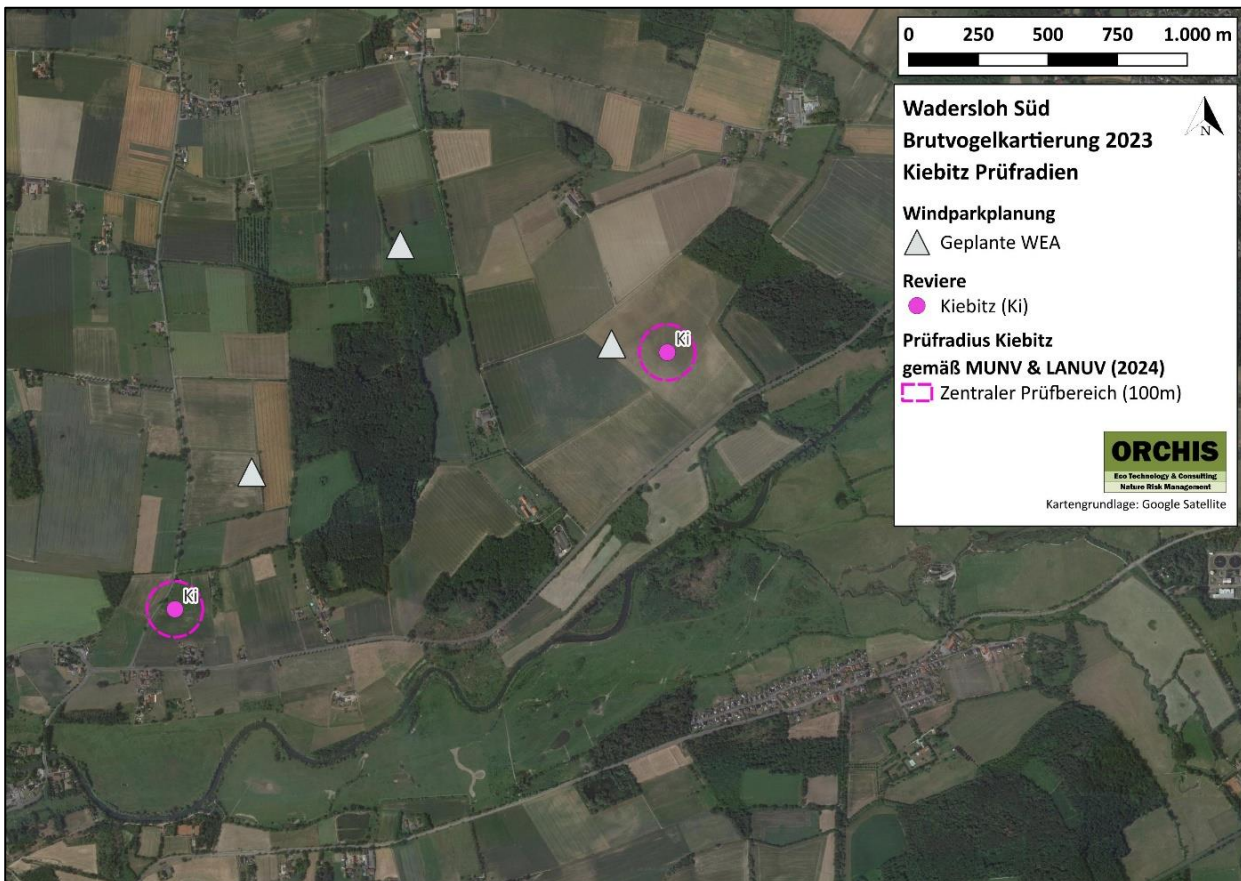 0 250 500 750 1.000 m
Wadersloh Süd
Brutvogelkartierung 2023
Kiebitz Prüfradien
N
Windparkplanung
Geplante WEA
Reviere
Kiebitz (Ki)
Prüfradius Kiebitz
gemäß MUNV & LANUV (2024)
Zentraler Prüfbereich (100m)
ORCHIS
Eco Technology & Consulting
Nature Risk Management
Kartengrundlage: Google Satellite
Ki
Ki